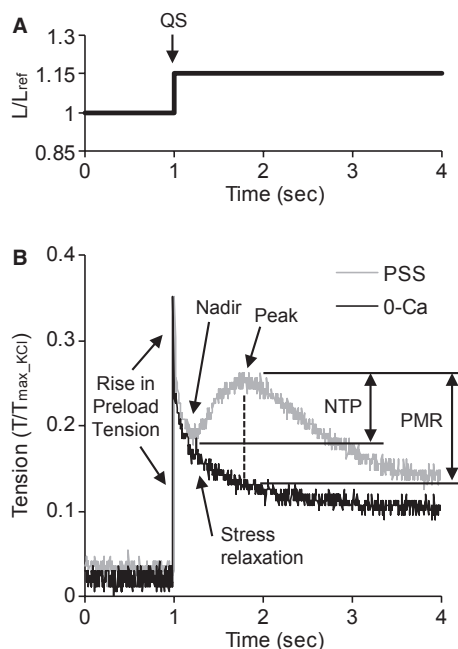 A
QS
1.3
1.15
1
0.85
L/Lref
0 1 2 3 4
Time (sec)
B
0.4
0.3
0.2
0.1
0
Tension (T/Tmax_KCl)
PSS
0-Ca
Nadir
Peak
Rise in
Preload
Tension
NTP
PMR
Stress
relaxation
0 1 2 3 4
Time (sec)